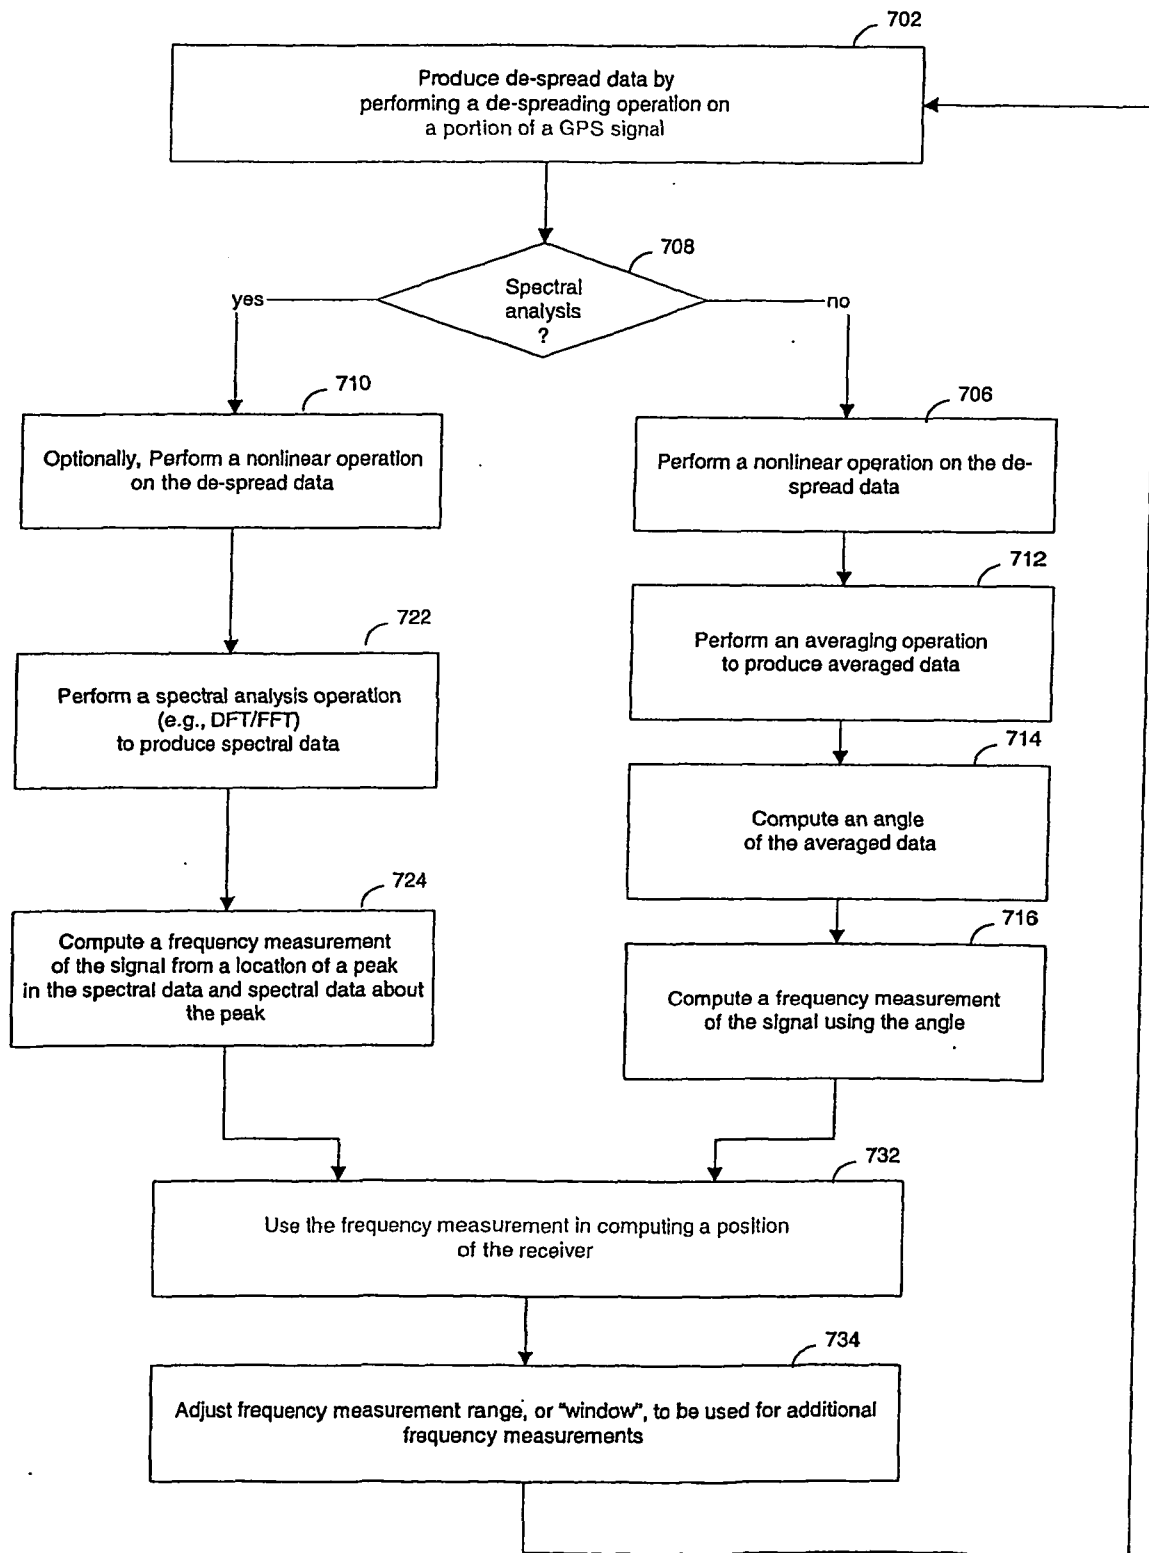 702
Produce de-spread data by
performing a de-spreading operation on
a portion of a GPS signal
708
Spectral
analysis
?
yes
no
710
Optionally, Perform a nonlinear operation
on the de-spread data
706
Perform a nonlinear operation on the de-
spread data
712
Perform an averaging operation
to produce averaged data
722
Perform a spectral analysis operation
(e.g., DFT/FFT)
to produce spectral data
714
Compute an angle
of the averaged data
724
Compute a frequency measurement
of the signal from a location of a peak
in the spectral data and spectral data about
the peak
716
Compute a frequency measurement
of the signal using the angle
732
Use the frequency measurement in computing a position
of the receiver
734
Adjust frequency measurement range, or "window", to be used for additional
frequency measurements